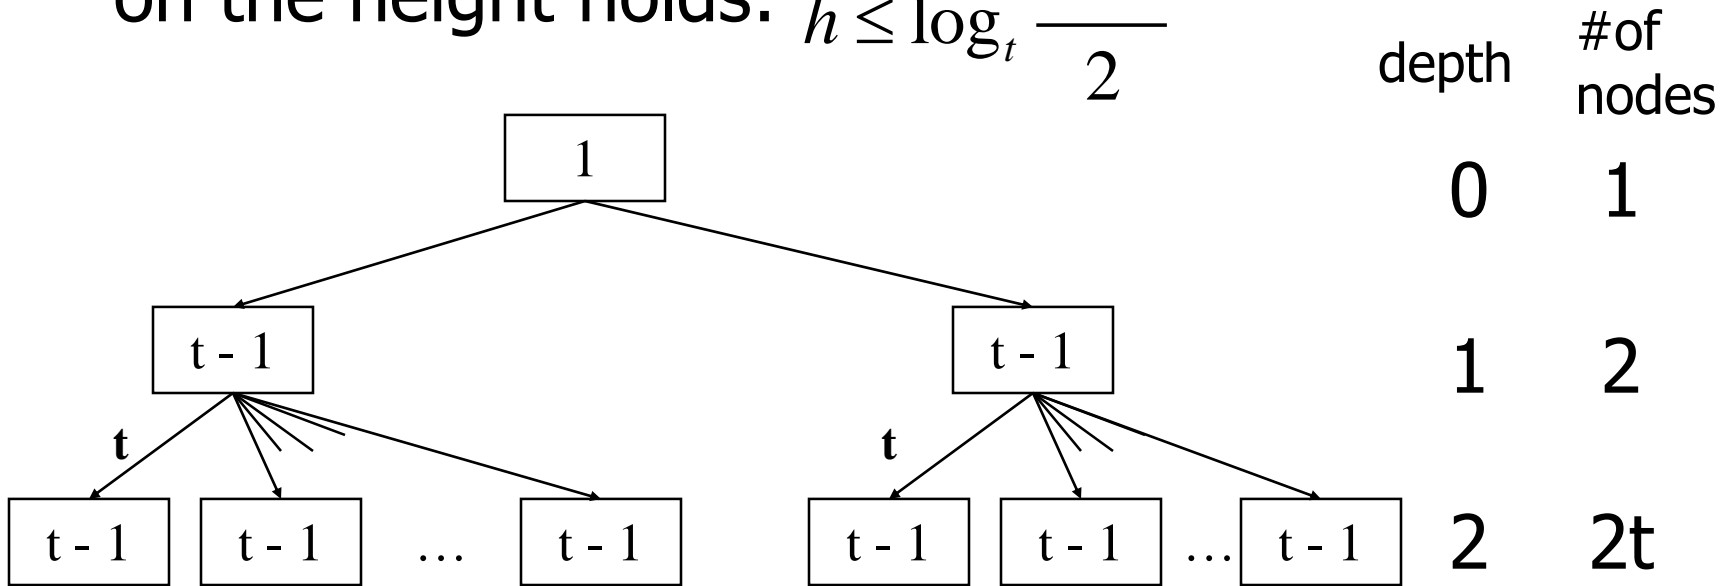 on the height holds:
h ≤ log_t ___
2
depth #of nodes
1
0 1
t - 1 t - 1
1 2
t t
t - 1 t - 1 ... t - 1 t - 1 t - 1 ... t - 1
2 2t